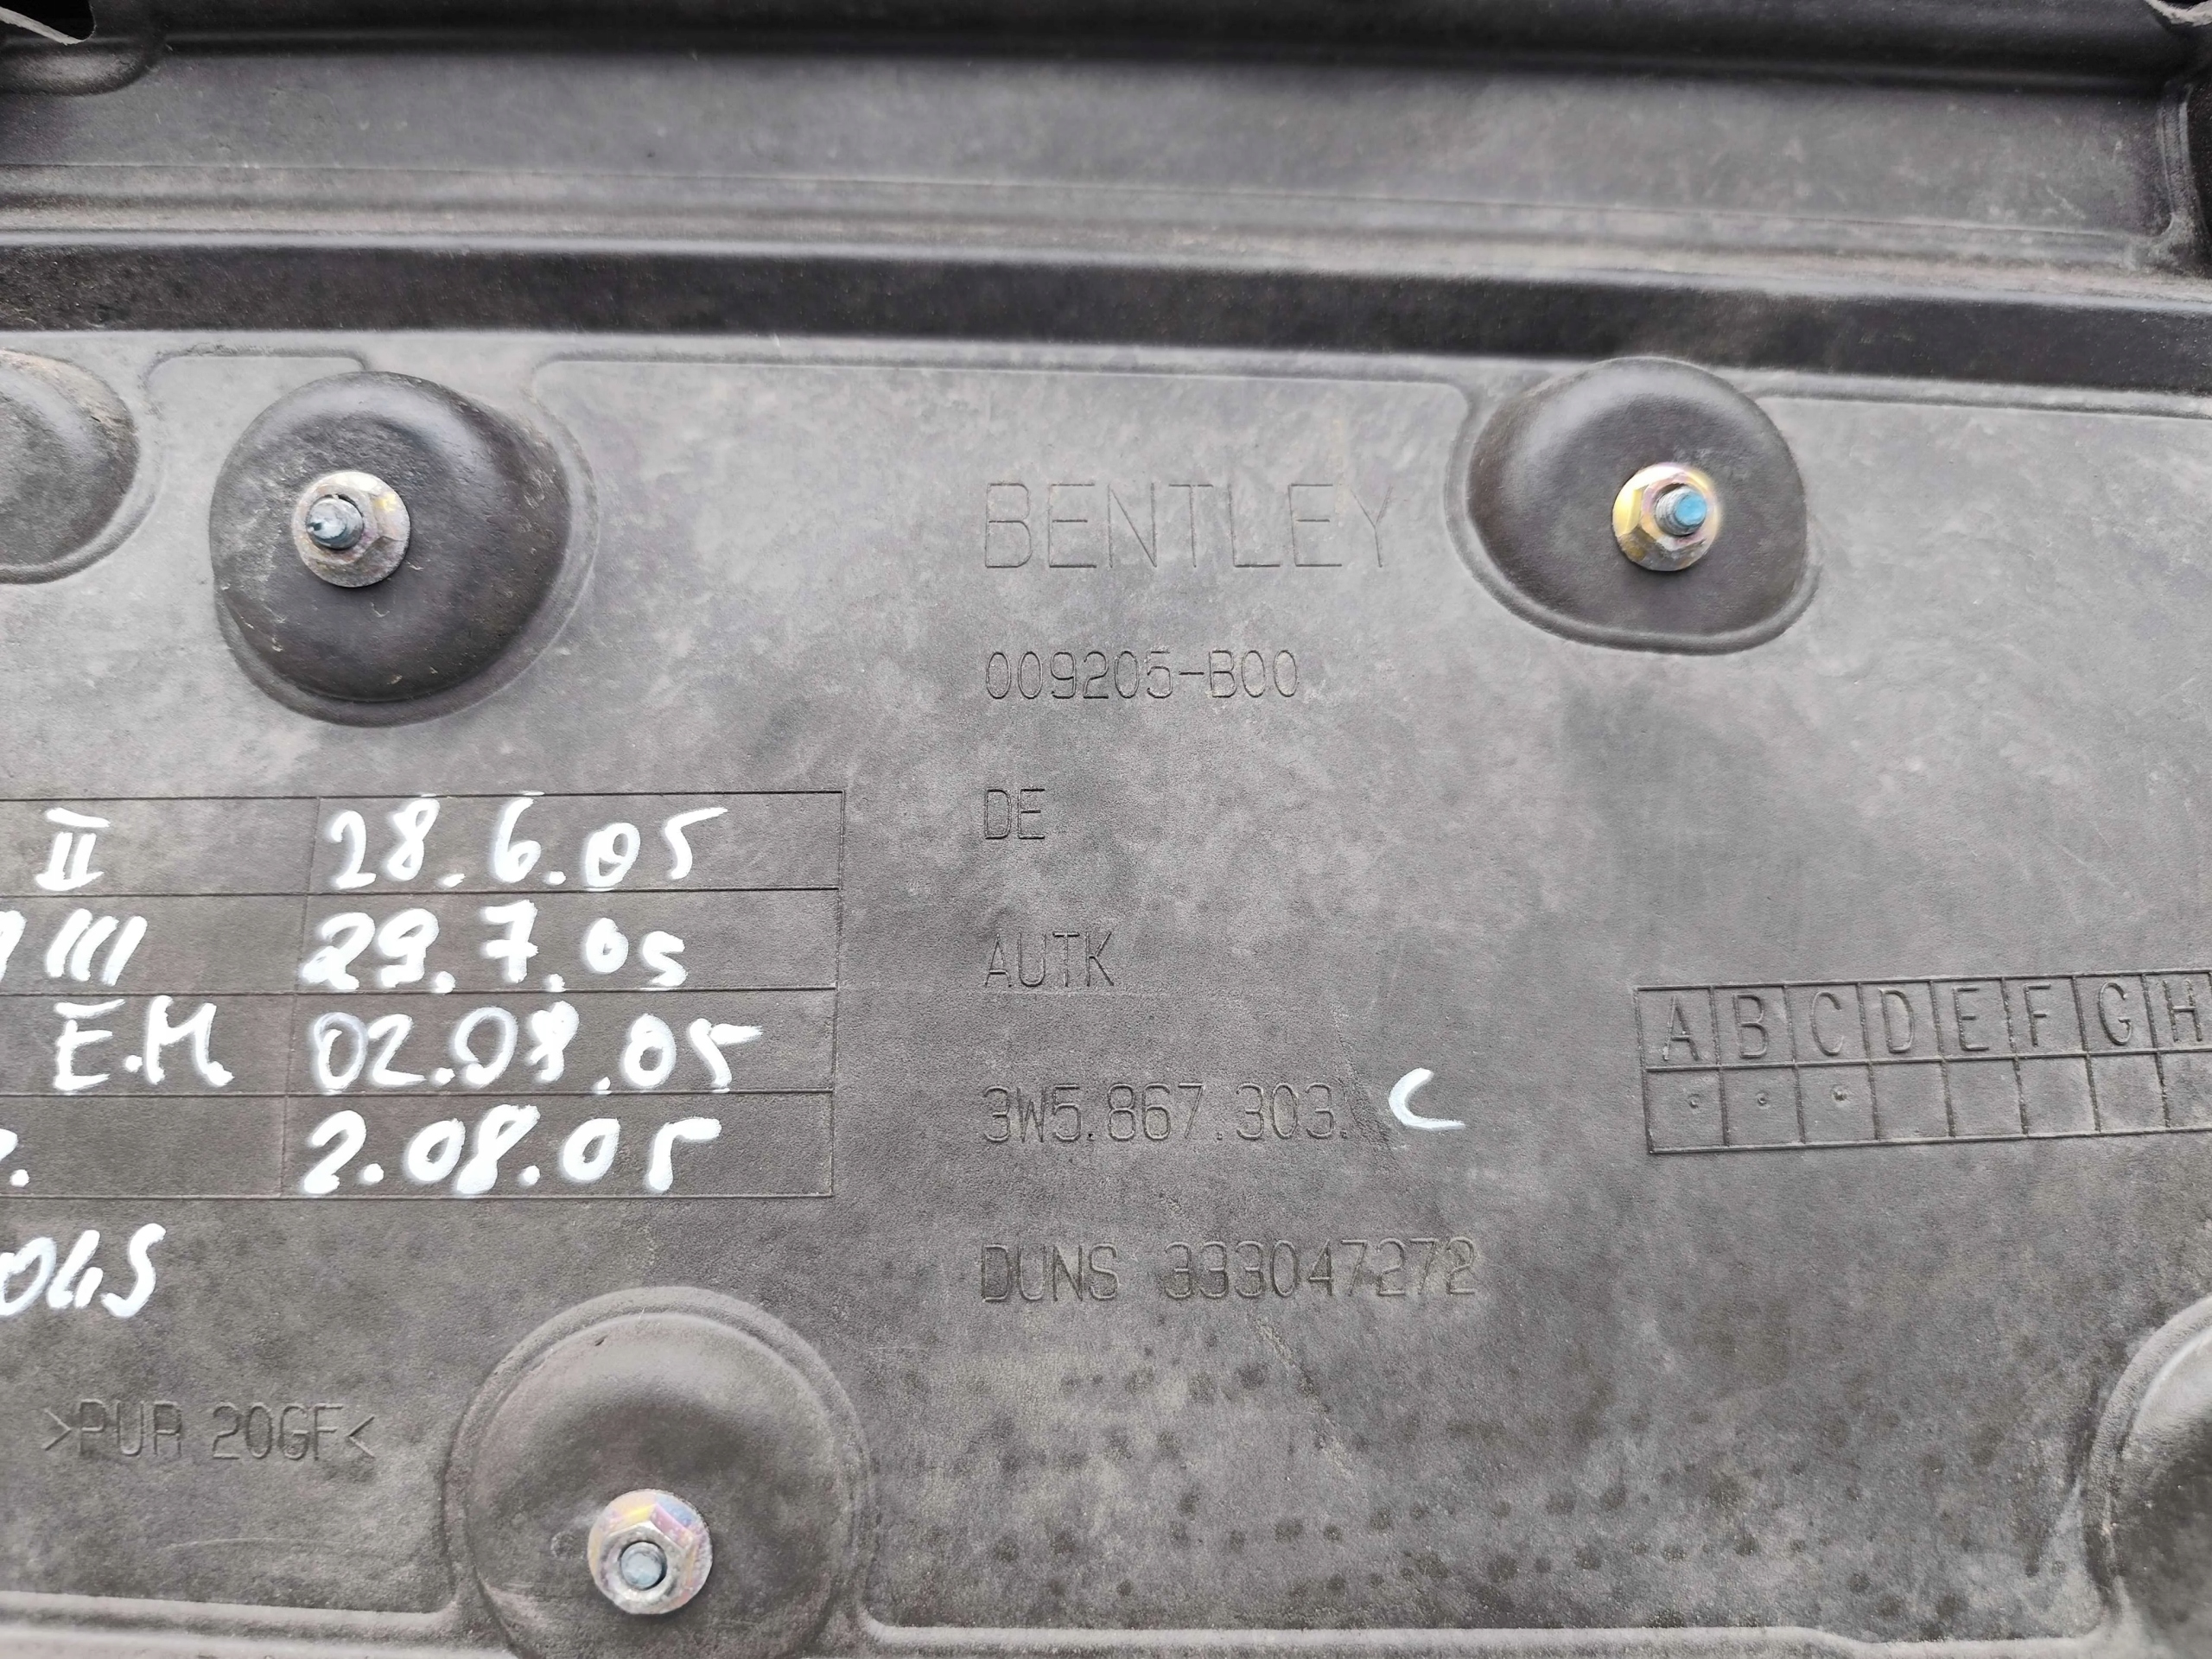 BENTLEY
009205-B00
DE
AUTK
3W5.867.303. C
DUNS 333047272
II 28.6.05
III 29.7.05
E.M. 02.08.05
2.08.05
>PUR 20GF<
A B C D E F G H